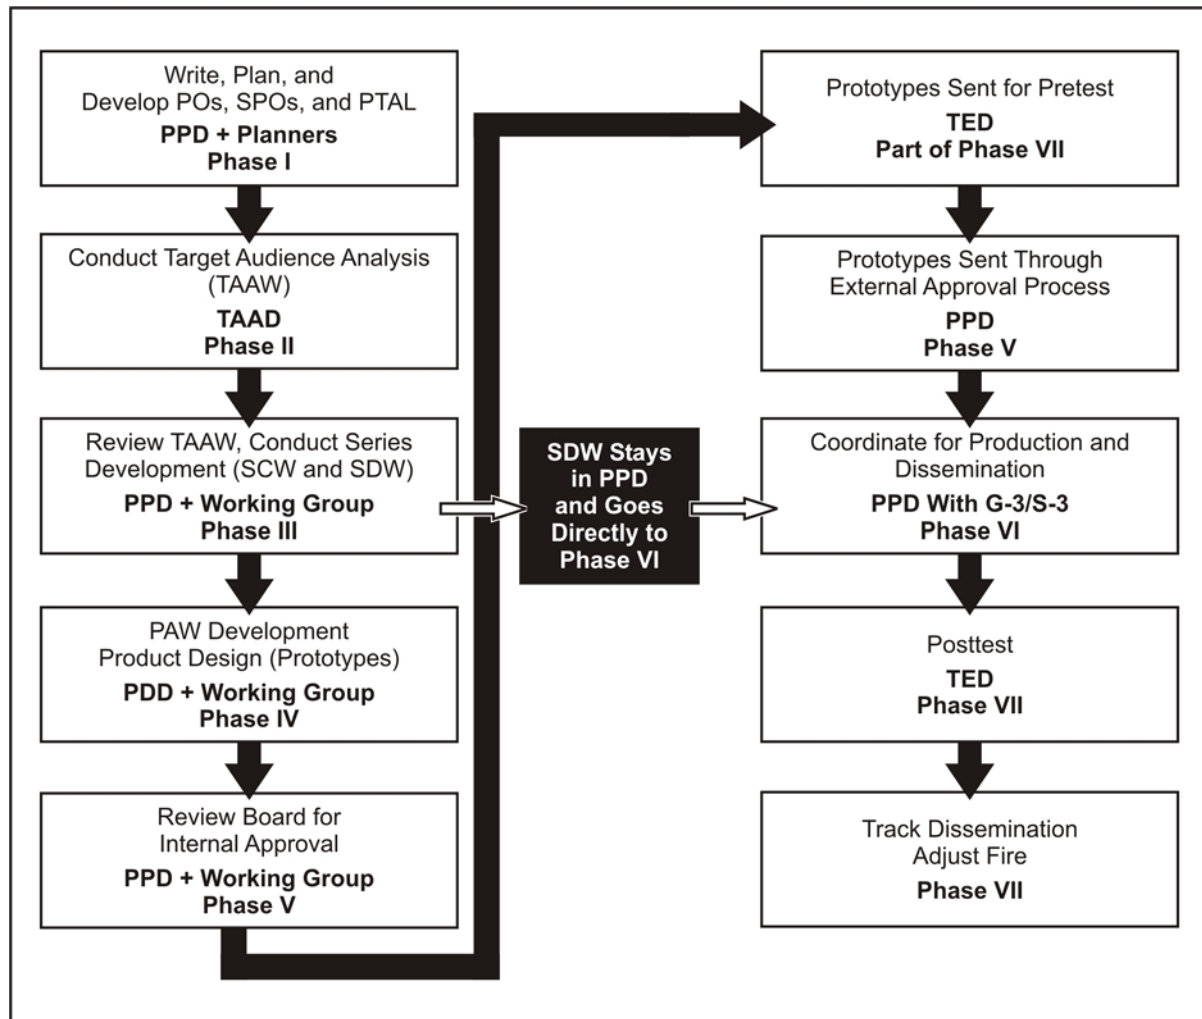 Write, Plan, and
Develop POs, SPOs, and PTAL
PPD + Planners
Phase I
Conduct Target Audience Analysis
(TAAW)
TAAD
Phase II
Review TAAW, Conduct Series
Development (SCW and SDW)
PPD + Working Group
Phase III
PAW Development
Product Design (Prototypes)
PDD + Working Group
Phase IV
Review Board for
Internal Approval
PPD + Working Group
Phase V
SDW Stays
in PPD
and Goes
Directly to
Phase VI
Prototypes Sent for Pretest
TED
Part of Phase VII
Prototypes Sent Through
External Approval Process
PPD
Phase V
Coordinate for Production and
Dissemination
PPD With G-3/S-3
Phase VI
Posttest
TED
Phase VII
Track Dissemination
Adjust Fire
Phase VII